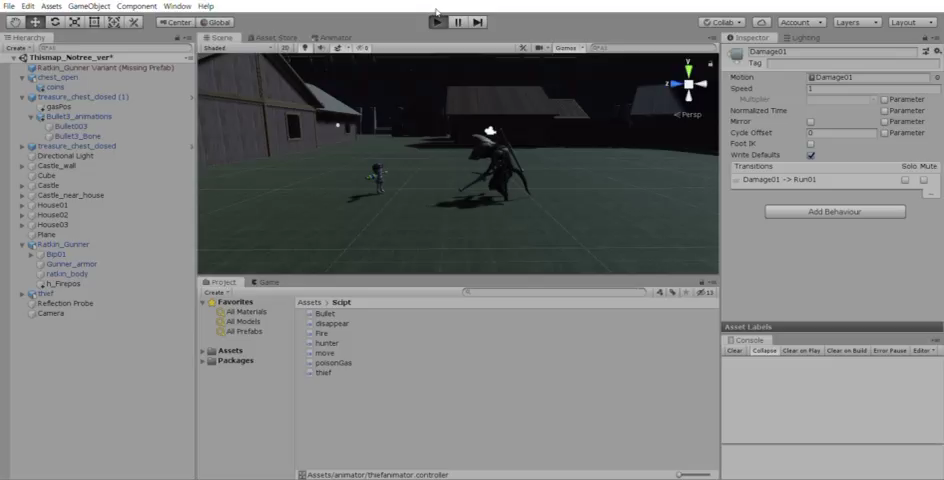 File Edit Assets GameObject Component Window Help
Center Global Collab Account Layers Layout
Hierarchy
Create All
Thismap_Notree_ver*
Ratkin_Gunner Variant (Missing Prefab)
chest_open
coins
treasure_chest_closed (1)
gasPos
Bullet3_animations
Bullet003
Bullet3_Bone
treasure_chest_dosed
Directional Light
Castle_wall
Cube
Castle
Castle_near_house
House01
House02
House03
Plane
Ratkin_Gunner
Bip01
Gunner_armor
ratkin_body
h_Firepos
thief
Reflection Probe
Camera
Scene Asset Store Animator
Shaded 2D Gizmos All
y
z
Persp
Project Game
Create
13
Favorites
All Materials
All Models
All Prefabs
Assets
Packages
Assets Scipt
Bullet
disappear
Fire
hunter
move
poisonGas
thief
Assets/animator/thiefanimator.controller
Inspector Lighting
Damage01
Tag
Motion Damage01
Speed 1
Multiplier Parameter
Normalized Time Parameter
Mirror Parameter
Cycle Offset 0 Parameter
Foot IK
Write Defaults
Transitions Solo Mute
Damage01 -> Run01
Add Behaviour
Asset Labels
Console
Clear Collapse Clear on Play Clear on Build Error Pause Editor